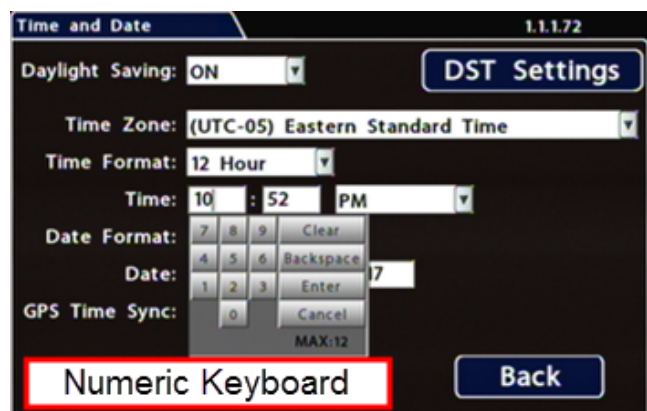 Time and Date 1.1.1.72
Daylight Saving: ON DST Settings
Time Zone: (UTC-05) Eastern Standard Time
Time Format: 12 Hour
Time: 10 : 52 PM
Date Format:
7 8 9 Clear
4 5 6 Backspace
Date: 17
1 2 3 Enter
GPS Time Sync:
0 Cancel
MAX:12
Numeric Keyboard
Back